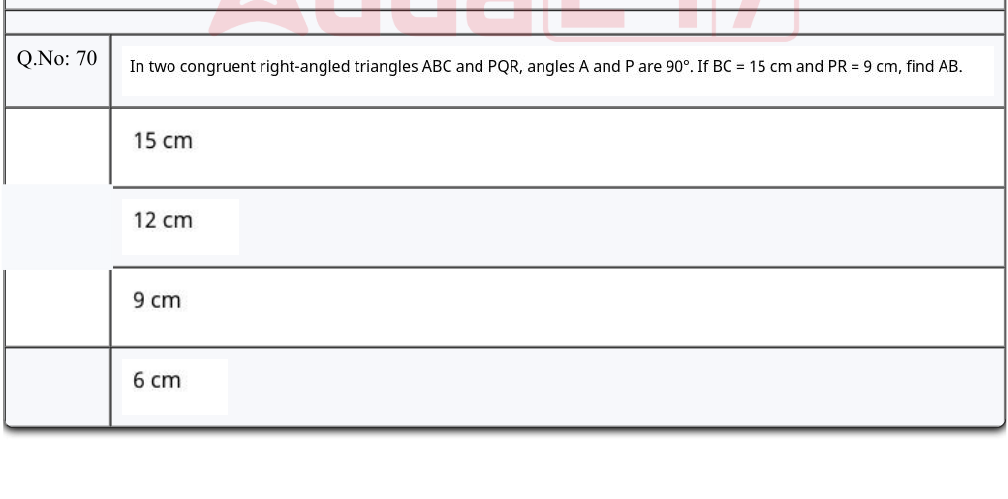 Q.No: 70
In two congruent right-angled triangles ABC and PQR, angles A and P are 90°. If BC = 15 cm and PR = 9 cm, find AB.
15 cm
12 cm
9 cm
6 cm